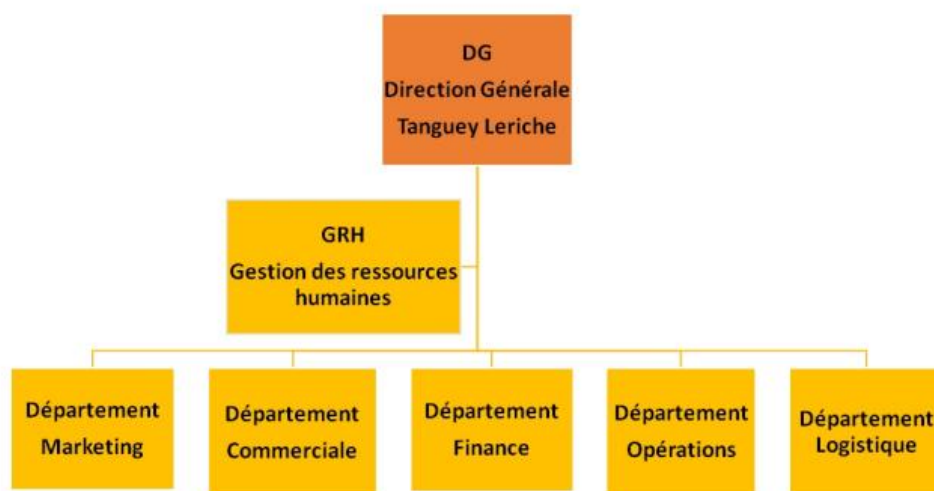 DG
Direction Générale
Tanguey Leriche
GRH
Gestion des ressources
humaines
Département
Marketing
Département
Commerciale
Département
Finance
Département
Opérations
Département
Logistique